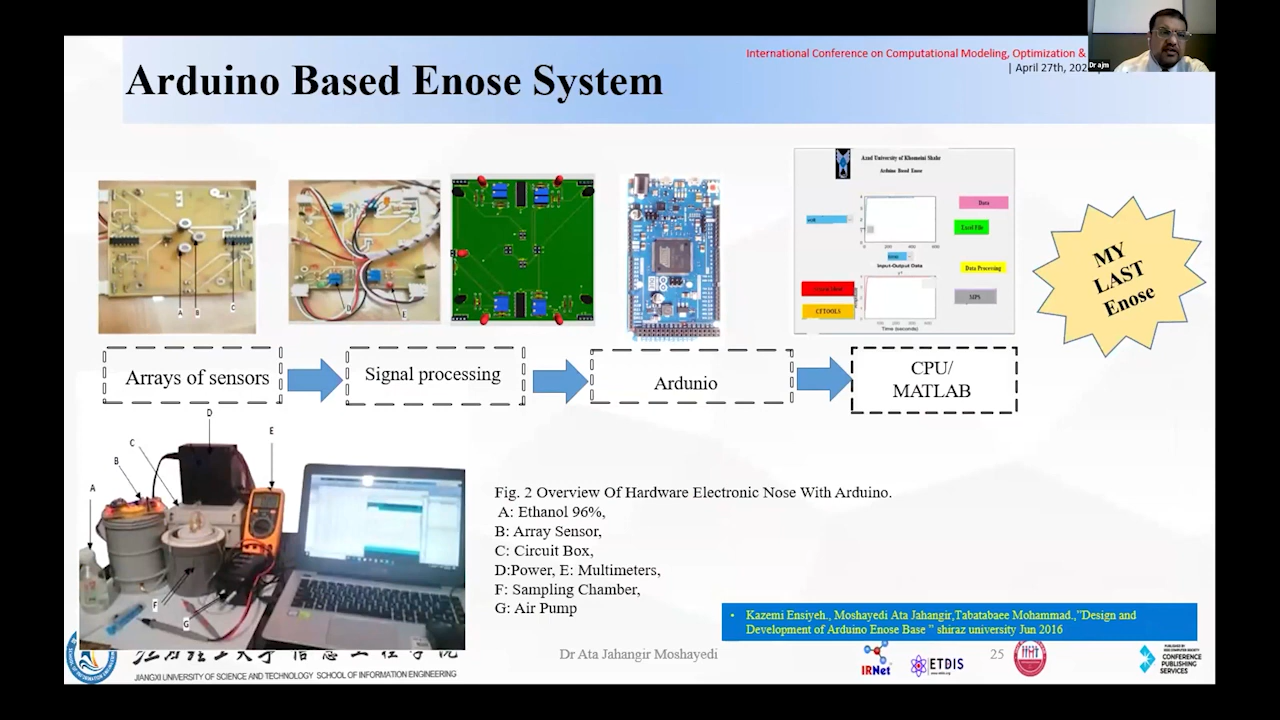 International Conference on Computational Modeling, Optimization &
| April 27th, 202
Dr ajm
Arduino Based Enose System
Azad University of Khomeini Shahr
Arduino Based Enose
Data
Excel File
Input-Output Data
Data Processing
MPS
CFTOOLS
Time (seconds)
MY
LAST
Enose
A
B
C
D
E
Arrays of sensors
Signal processing
Ardunio
CPU/
MATLAB
D
E
C
B
A
F
G
Fig. 2 Overview Of Hardware Electronic Nose With Arduino.
A: Ethanol 96%,
B: Array Sensor,
C: Circuit Box,
D:Power, E: Multimeters,
F: Sampling Chamber,
G: Air Pump
• Kazemi Ensiyeh., Moshayedi Ata Jahangir,Tabatabaee Mohammad.,"Design and
Development of Arduino Enose Base " shiraz university Jun 2016
JIANGXI UNIVERSITY OF SCIENCE AND TECHNOLOGY SCHOOL OF INFORMATION ENGINEERING
Dr Ata Jahangir Moshayedi
25
IRNet
ETDIS
CONFERENCE
PUBLISHING
SERVICES